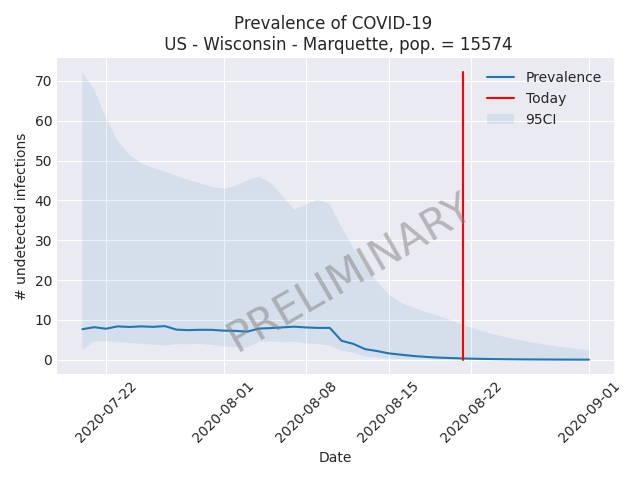 Prevalence of COVID-19
US - Wisconsin - Marquette, pop. = 15574
# undetected infections
70
60
50
40
30
20
10
0
Prevalence
Today
95CI
PRELIMINARY
2020-07-22
2020-08-01
2020-08-08
2020-08-15
2020-08-22
2020-09-01
Date